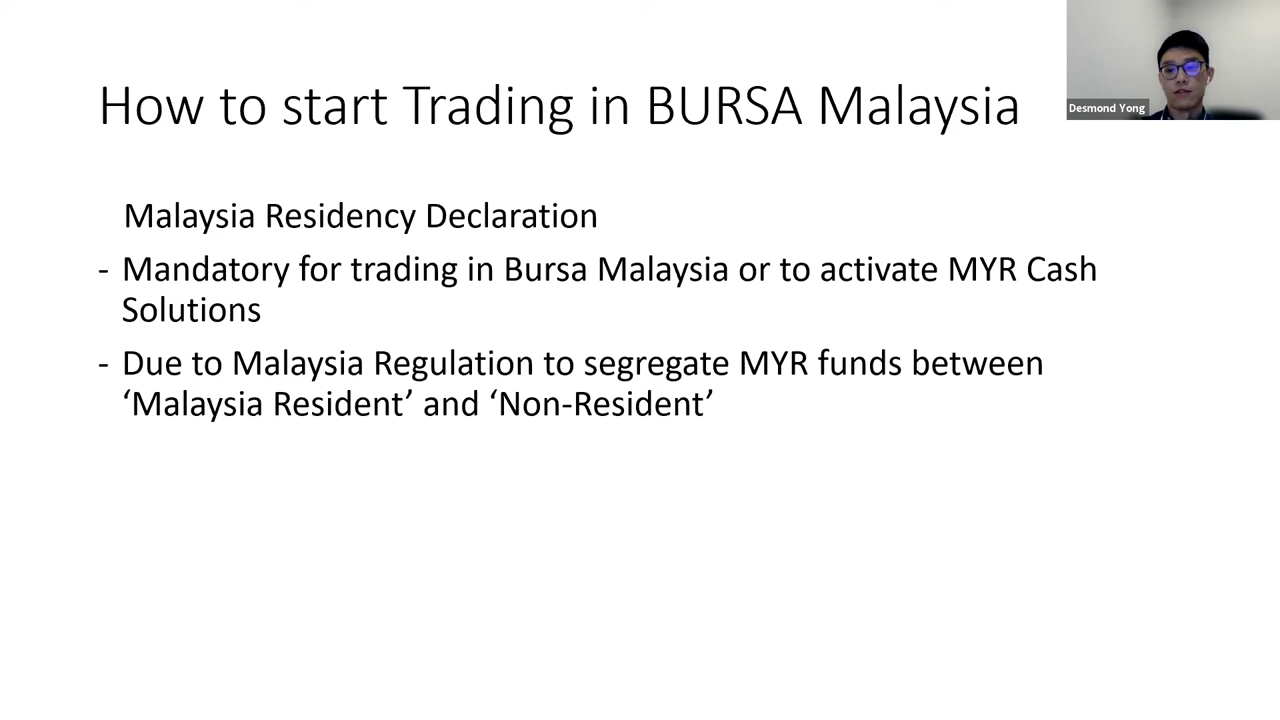 How to start Trading in BURSA Malaysia
Desmond Yong
Malaysia Residency Declaration
- Mandatory for trading in Bursa Malaysia or to activate MYR Cash
Solutions
- Due to Malaysia Regulation to segregate MYR funds between
‘Malaysia Resident’ and ‘Non-Resident’